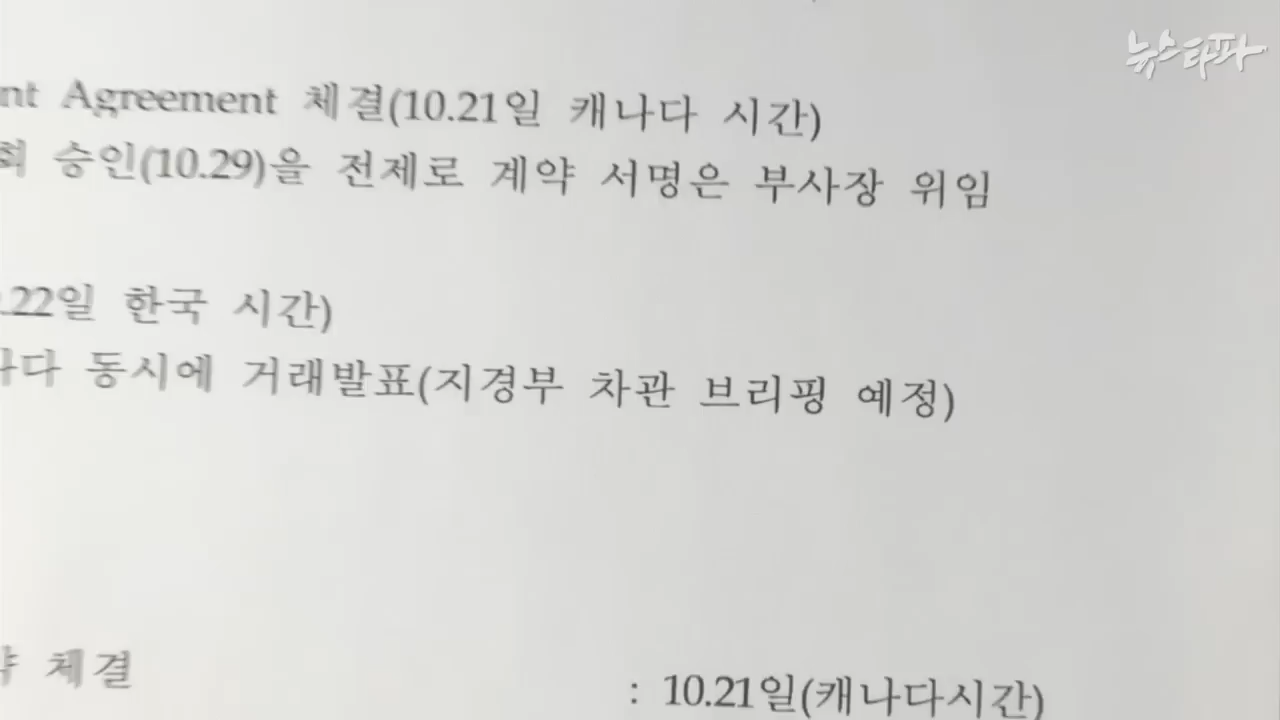 뉴스타파
nt Agreement 체결(10.21일 캐나다 시간)
회 승인(10.29)을 전제로 계약 서명은 부사장 위임
.22일 한국 시간)
나다 동시에 거래발표(지경부 차관 브리핑 예정)
약 체결 : 10.21일(캐나다시간)